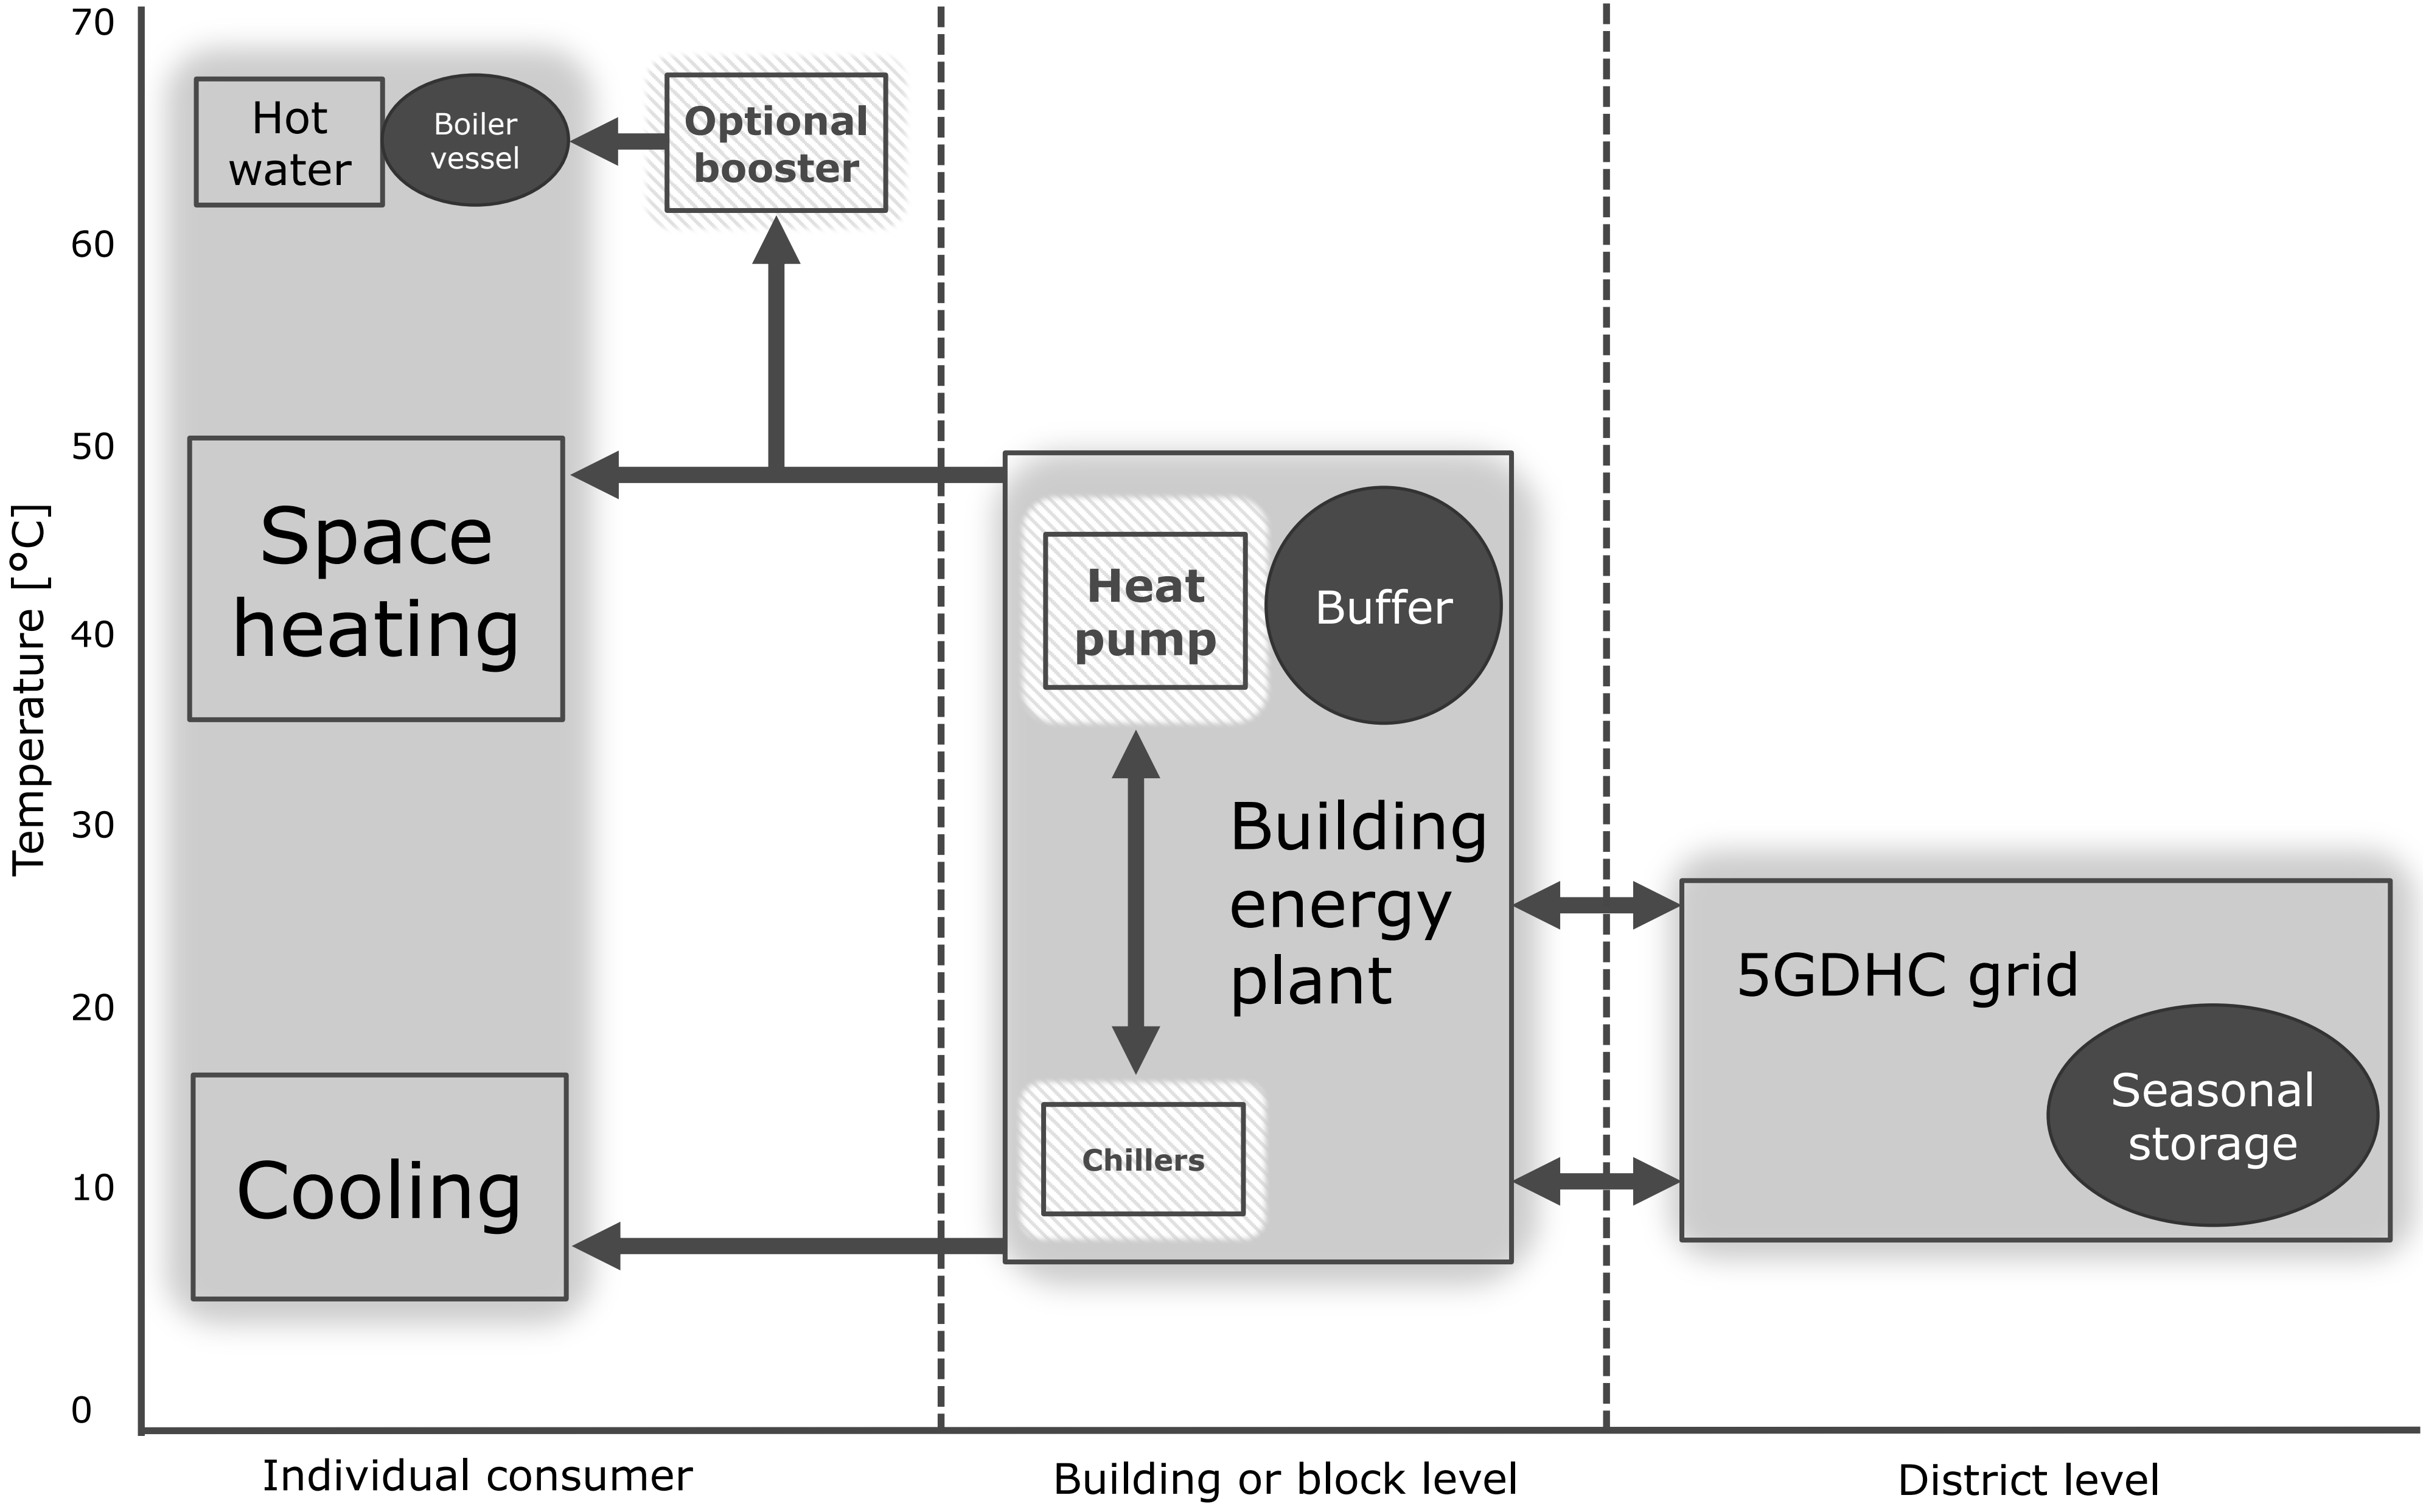 70
60
50
40
30
20
10
0
Temperature [°C]
Hot
water
Boiler
vessel
Optional
booster
Space
heating
Cooling
Heat
pump
Buffer
Building
energy
plant
Chillers
5GDHC grid
Seasonal
storage
Individual consumer
Building or block level
District level